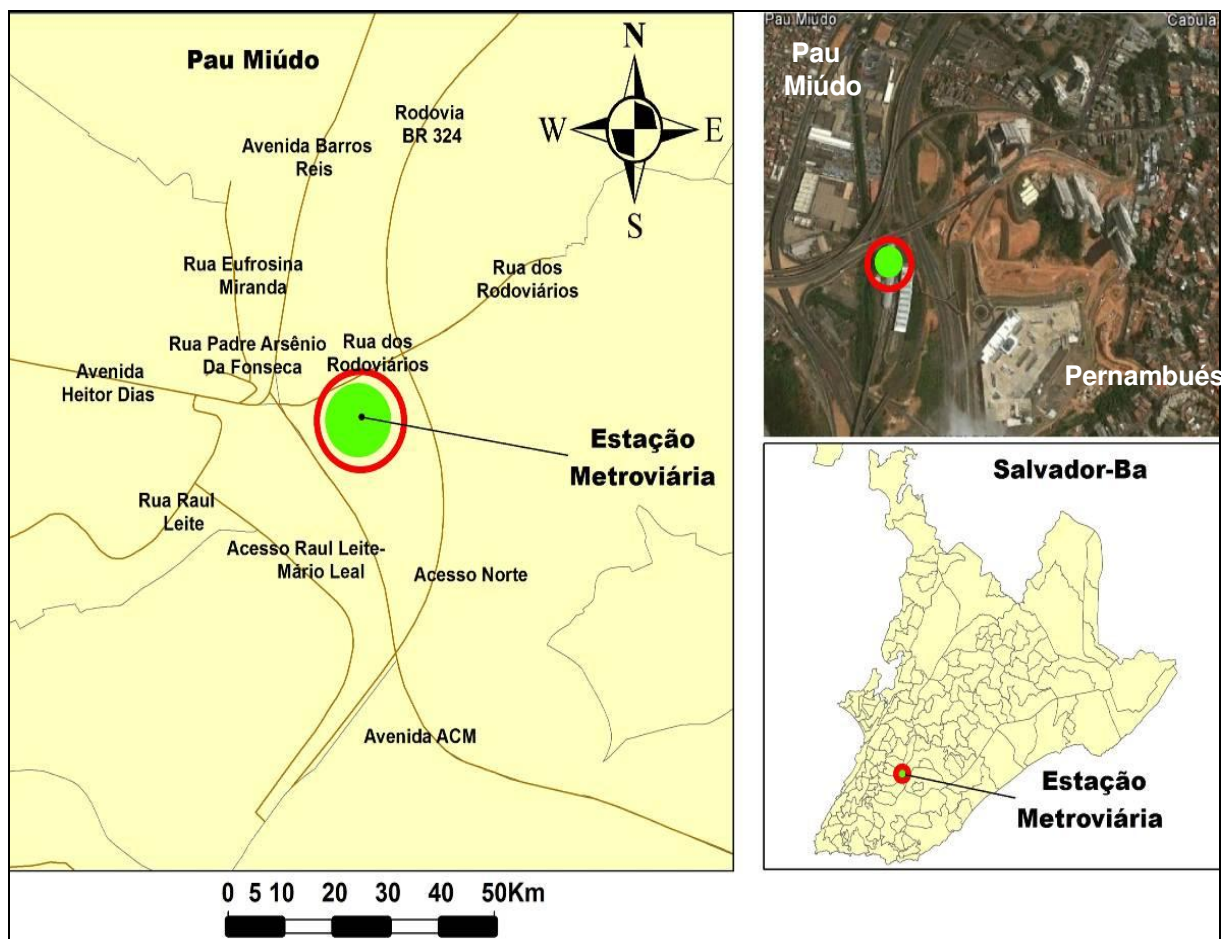 Pau Miúdo
N
W
E
S
Rodovia
BR 324
Avenida Barros
Reis
Rua Eufrosina
Miranda
Rua dos
Rodoviários
Rua Padre Arsênio
Da Fonseca
Rua dos
Rodoviários
Avenida
Heitor Dias
Estação
Metroviária
Rua Raul
Leite
Acesso Raul Leite-
Mário Leal
Acesso Norte
Avenida ACM
0 5 10 20 30 40 50Km
Pau Miúdo
Cabula
Pau
Miúdo
Pernambués
Salvador-Ba
Estação
Metroviária